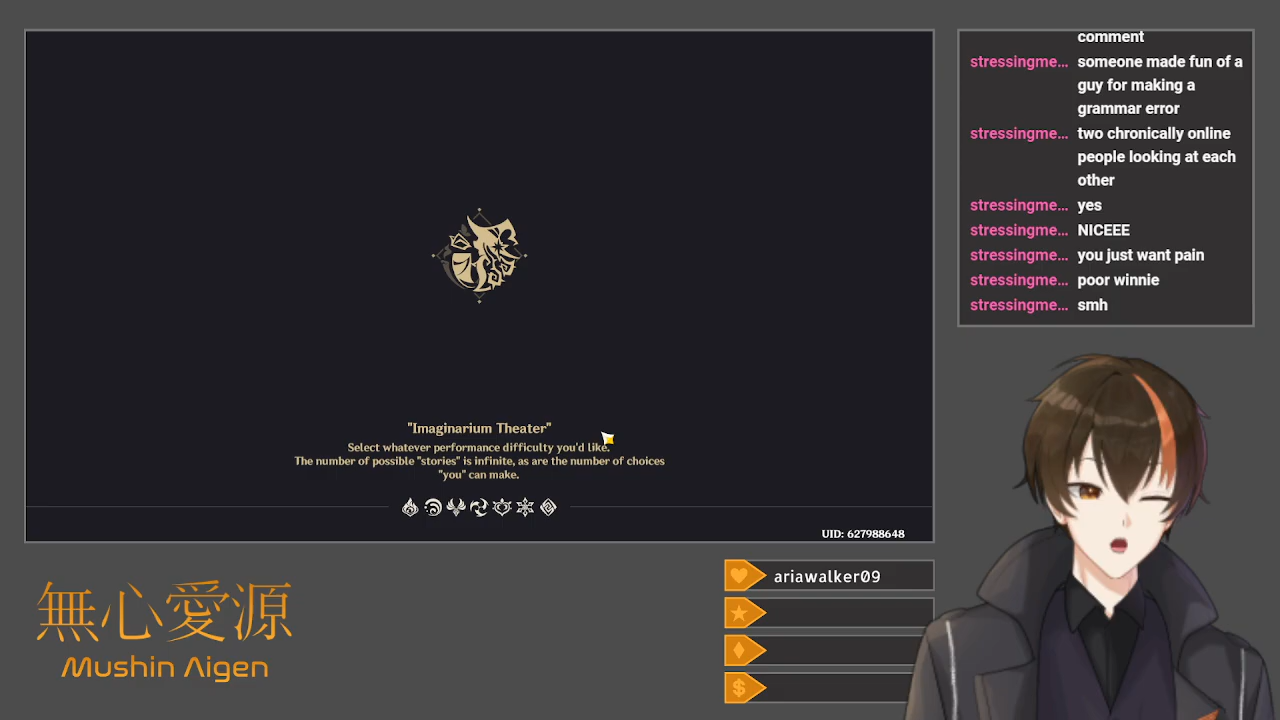 "Imaginarium Theater"
Select whatever performance difficulty you'd like.
The number of possible "stories" is infinite, as are the number of choices
"you" can make.
UID: 627988648
comment
stressingme... someone made fun of a
guy for making a
grammar error
stressingme... two chronically online
people looking at each
other
stressingme... yes
stressingme... NICEEE
stressingme... you just want pain
stressingme... poor winnie
stressingme... smh
無心愛源
Mushin Aigen
ariawalker09